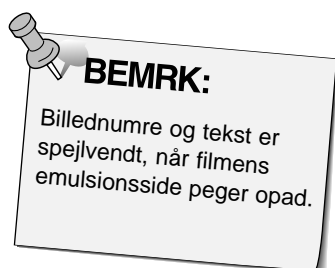 BEMRK:
Billednumre og tekst er
spejlvendt, når filmens
emulsionsside peger opad.